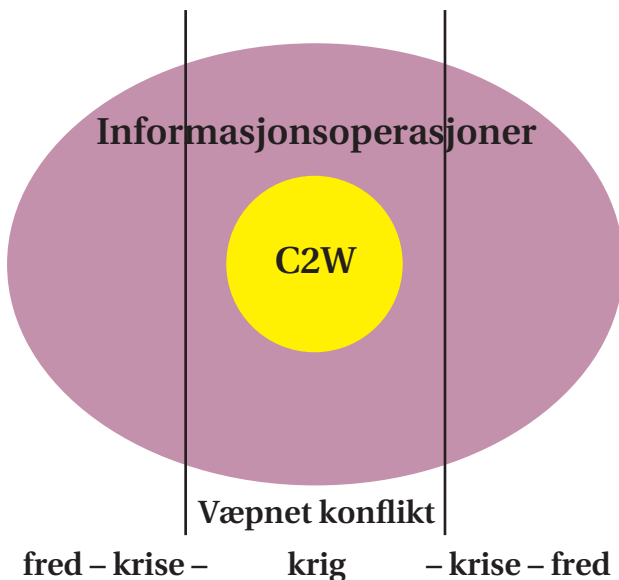 Informasjonsoperasjoner
C2W
Væpnet konflikt
fred – krise – krig – krise – fred